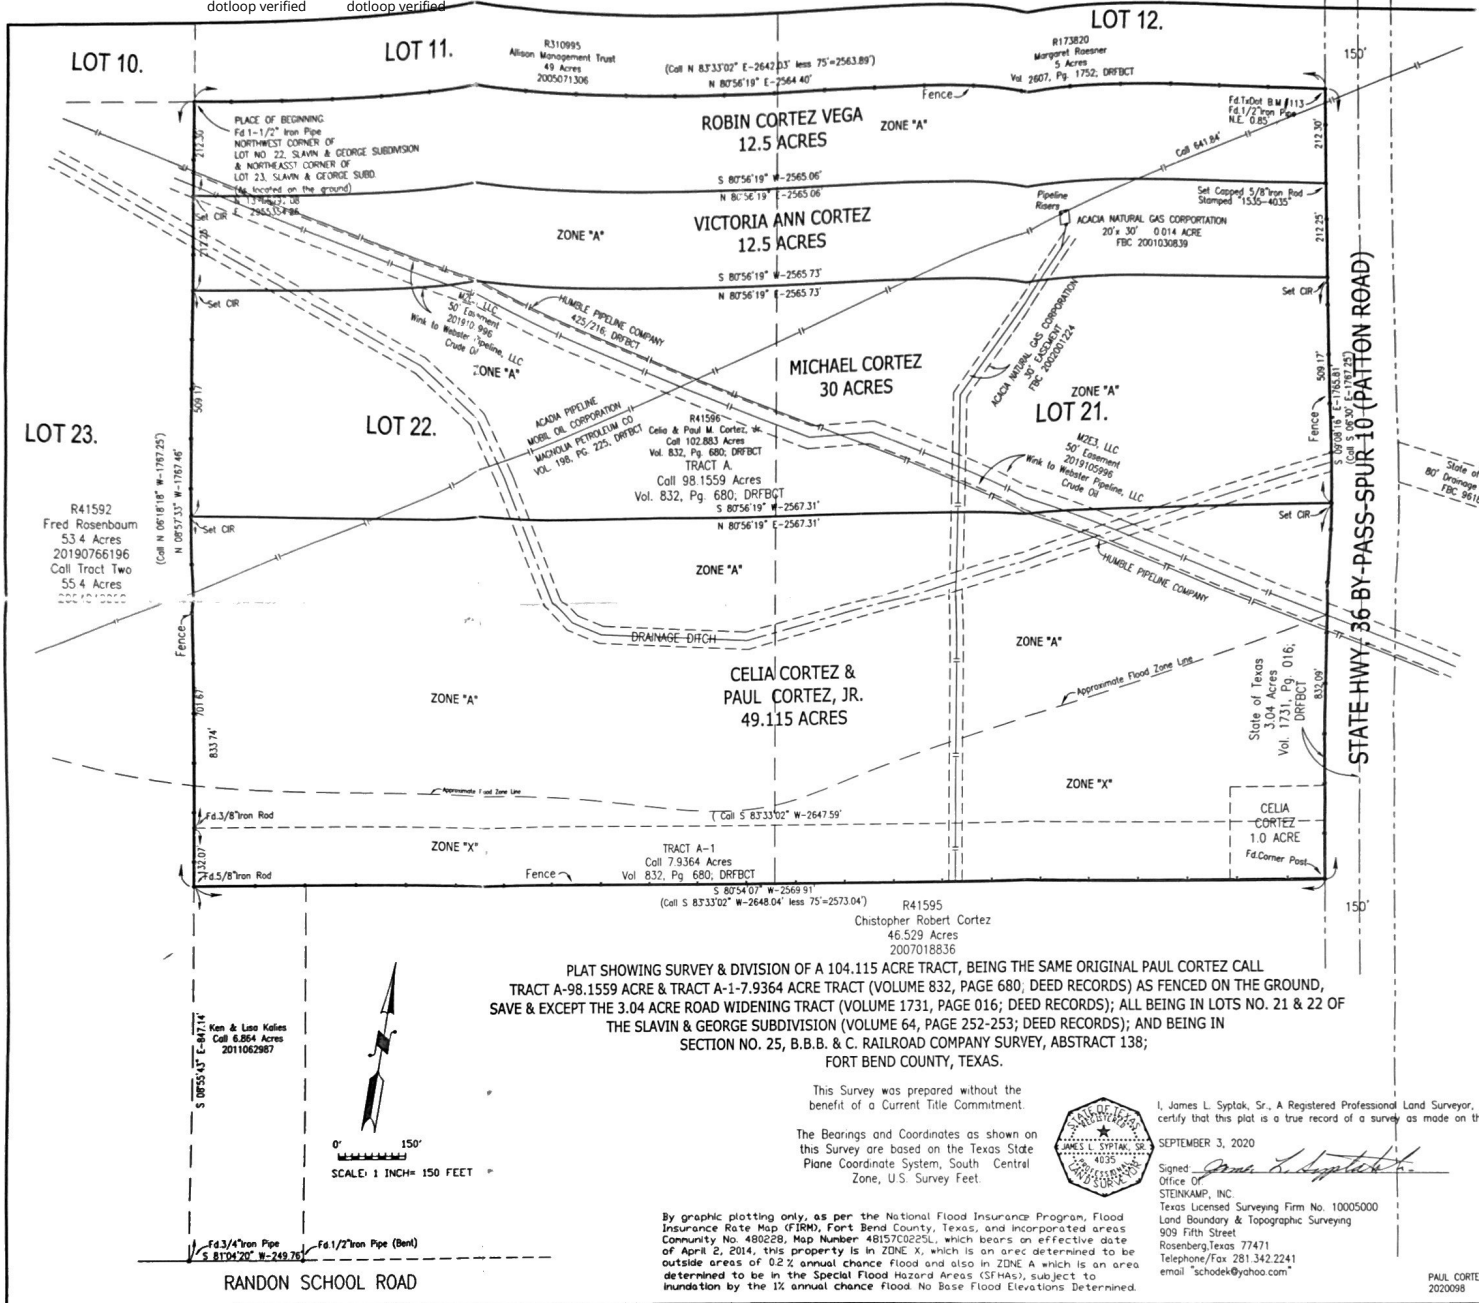 dotloop verified
dotloop verified
LOT 10.
LOT 11.
R310995
Allison Management Trust
49 Acres
2005071306
(Call N 83°33'02" E-2642.03' less 75'=2563.89')
N 80°56'19" E-2564.40'
LOT 12.
R173820
Margaret Roesner
5 Acres
Vol 2607, Pg. 1752; DRFBCT
150'
Fence
PLACE OF BEGINNING
Fd 1-1/2" Iron Pipe
NORTHWEST CORNER OF
LOT NO. 22, SLAVIN & GEORGE SUBDIVISION
& NORTHEASST CORNER OF
LOT 23, SLAVIN & GEORGE SUBD.
(As located on the ground)
212.30'
ROBIN CORTEZ VEGA
12.5 ACRES
ZONE "A"
Fd.TxDot B.M #113
Fd.1/2"Iron Pipe
N.E. 0.85'
Call 641.84'
212.30'
S 80°56'19" W-2565.06'
N 80°56'19" E-2565.06'
Set CIR
212.25'
Pipeline
Risers
Set Capped 5/8"Iron Rod
Stamped "1535-4035"
VICTORIA ANN CORTEZ
12.5 ACRES
ZONE "A"
ACACIA NATURAL GAS CORPORTATION
20'x 30' 0.014 ACRE
FBC 2001030839
212.25'
S 80°56'19" W-2565.73'
N 80°56'19" E-2565.73'
Set CIR
Set CIR
M2E3, LLC
50' Easement
Wink to Webster Pipeline, LLC
Crude Oil
HUMBLE PIPELINE COMPANY
425/216; DRFBCT
ZONE "A"
MICHAEL CORTEZ
30 ACRES
ACACIA NATURAL GAS CORPORATION
30' EASEMENT
FBC 2002001224
ZONE "A"
509.17'
509.17'
LOT 23.
LOT 22.
LOT 21.
ACADIA PIPELINE
MOBIL OIL CORPORATION
MAGNOLIA PETROLEUM CO
VOL 198, PG. 225, DRFBCT
R41596
Celia & Paul M. Cortez, Jr.
Call 102.883 Acres
Vol. 832, Pg. 680; DRFBCT
TRACT A.
Call 98.1559 Acres
Vol. 832, Pg. 680; DRFBCT
M2E3, LLC
50' Easement
2019105996
Wink to Webster Pipeline, LLC
Crude Oil
Fence
S 09°08'16" E-1765.81'
(Call S 06°30' E-1767.25')
STATE HWY. 36 BY-PASS-SPUR 10 (PATTON ROAD)
State of
80' Drainage
(Call N 06°18'18" W-1767.25')
N 08°57'33" W-1767.46'
S 80°56'19" W-2567.31'
N 80°56'19" E-2567.31'
Set CIR
Set CIR
R41592
Fred Rosenbaum
53.4 Acres
20190766196
Call Tract Two
55.4 Acres
ZONE "A"
HUMBLE PIPELINE COMPANY
Fence
DRAINAGE DITCH
ZONE "A"
CELIA CORTEZ &
PAUL CORTEZ, JR.
49.115 ACRES
ZONE "A"
Approximate Flood Zone Line
701.67'
833.74'
State of Texas
3.04 Acres
Vol. 1731, Pg. 016;
DRFBCT
832.09'
ZONE "X"
Approximate Flood Zone Line
Fd.3/8"Iron Rod
( Call S 83°33'02" W-2647.59'
CELIA
CORTEZ
1.0 ACRE
132.07'
ZONE "X"
TRACT A-1
Call 7.9364 Acres
Vol 832, Pg 680; DRFBCT
Fd.Corner Post
Fd.5/8"Iron Rod
Fence
S 80°54'07" W-2569.91'
(Call S 83°33'02" W-2648.04' less 75'=2573.04')
R41595
Chistopher Robert Cortez
46.529 Acres
2007018836
150'
PLAT SHOWING SURVEY & DIVISION OF A 104.115 ACRE TRACT, BEING THE SAME ORIGINAL PAUL CORTEZ CALL
TRACT A-98.1559 ACRE & TRACT A-1-7.9364 ACRE TRACT (VOLUME 832, PAGE 680; DEED RECORDS) AS FENCED ON THE GROUND,
SAVE & EXCEPT THE 3.04 ACRE ROAD WIDENING TRACT (VOLUME 1731, PAGE 016; DEED RECORDS); ALL BEING IN LOTS NO. 21 & 22 OF
THE SLAVIN & GEORGE SUBDIVISION (VOLUME 64, PAGE 252-253; DEED RECORDS); AND BEING IN
SECTION NO. 25, B.B.B. & C. RAILROAD COMPANY SURVEY, ABSTRACT 138;
FORT BEND COUNTY, TEXAS.
S 08°55'43" E-847.14'
Ken & Lisa Kalies
Call 6.864 Acres
2011062987
0' 150'
SCALE: 1 INCH= 150 FEET
Fd.3/4"Iron Pipe
S 81°04'20" W-249.76'
Fd.1/2"Iron Pipe (Bent)
RANDON SCHOOL ROAD
This Survey was prepared without the
benefit of a Current Title Commitment.
The Bearings and Coordinates as shown on
this Survey are based on the Texas State
Plane Coordinate System, South Central
Zone, U.S. Survey Feet.
By graphic plotting only, as per the National Flood Insurance Program, Flood
Insurance Rate Map (FIRM), Fort Bend County, Texas, and incorporated areas
Community No. 480228, Map Number 48157C0225L, which bears an effective date
of April 2, 2014, this property is in ZONE X, which is an area determined to be
outside areas of 0.2 % annual chance flood and also in ZONE A which is an area
determined to be in the Special Flood Hazard Areas (SFHAs), subject to
inundation by the 1% annual chance flood. No Base Flood Elevations Determined.
STATE OF TEXAS
REGISTERED
JAMES L. SYPTAK, SR.
4035
PROFESSIONAL
LAND SURVEYOR
I, James L. Syptak, Sr., A Registered Professional Land Surveyor,
certify that this plat is a true record of a survey as made on th
SEPTEMBER 3, 2020
Signed James L. Syptak Sr.
Office Of
STEINKAMP, INC.
Texas Licensed Surveying Firm No. 10005000
Land Boundary & Topographic Surveying
909 Fifth Street
Rosenberg,Texas 77471
Telephone/Fax 281.342.2241
email "schodek@yahoo.com"
PAUL CORTE
2020098